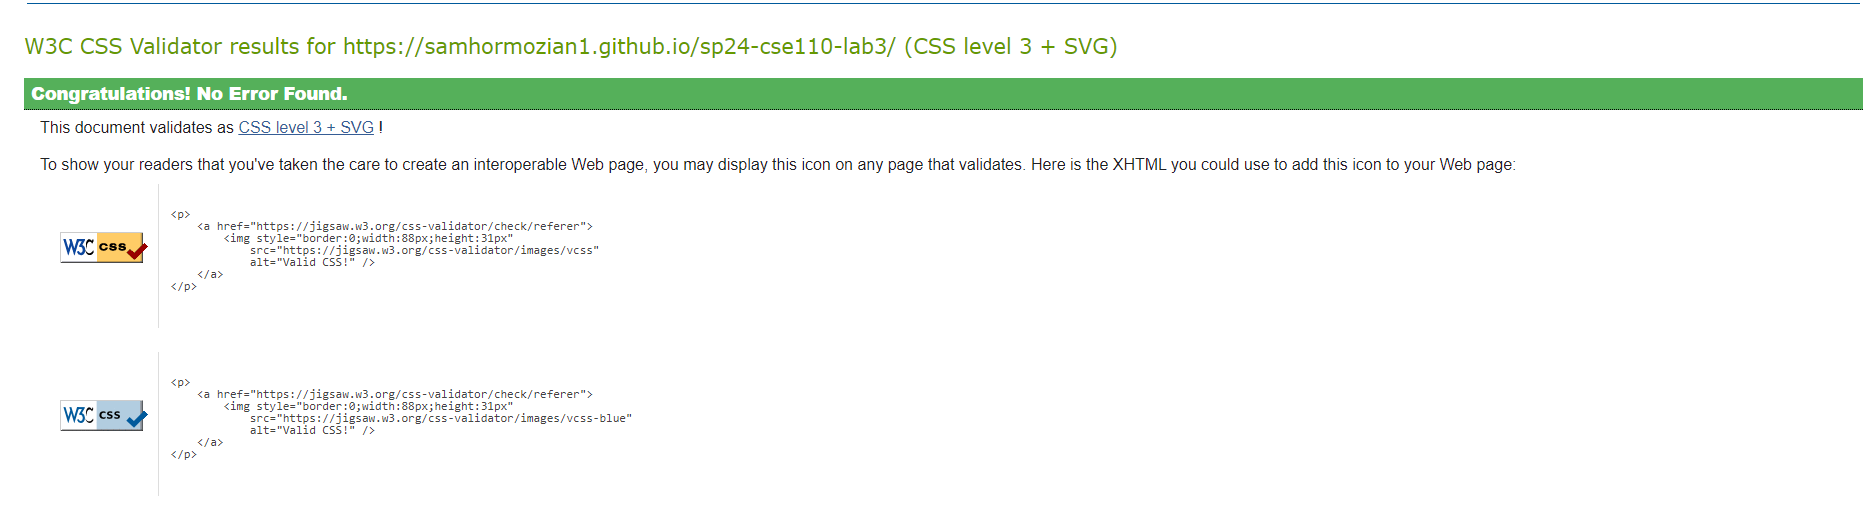 W3C CSS Validator results for https://samhormozian1.github.io/sp24-cse110-lab3/ (CSS level 3 + SVG)
Congratulations! No Error Found.
This document validates as CSS level 3 + SVG !
To show your readers that you've taken the care to create an interoperable Web page, you may display this icon on any page that validates. Here is the XHTML you could use to add this icon to your Web page:
W3C css
<p>
    <a href="https://jigsaw.w3.org/css-validator/check/referer">
        <img style="border:0;width:88px;height:31px"
            src="https://jigsaw.w3.org/css-validator/images/vcss"
            alt="Valid CSS!" />
    </a>
</p>
W3C css
<p>
    <a href="https://jigsaw.w3.org/css-validator/check/referer">
        <img style="border:0;width:88px;height:31px"
            src="https://jigsaw.w3.org/css-validator/images/vcss-blue"
            alt="Valid CSS!" />
    </a>
</p>